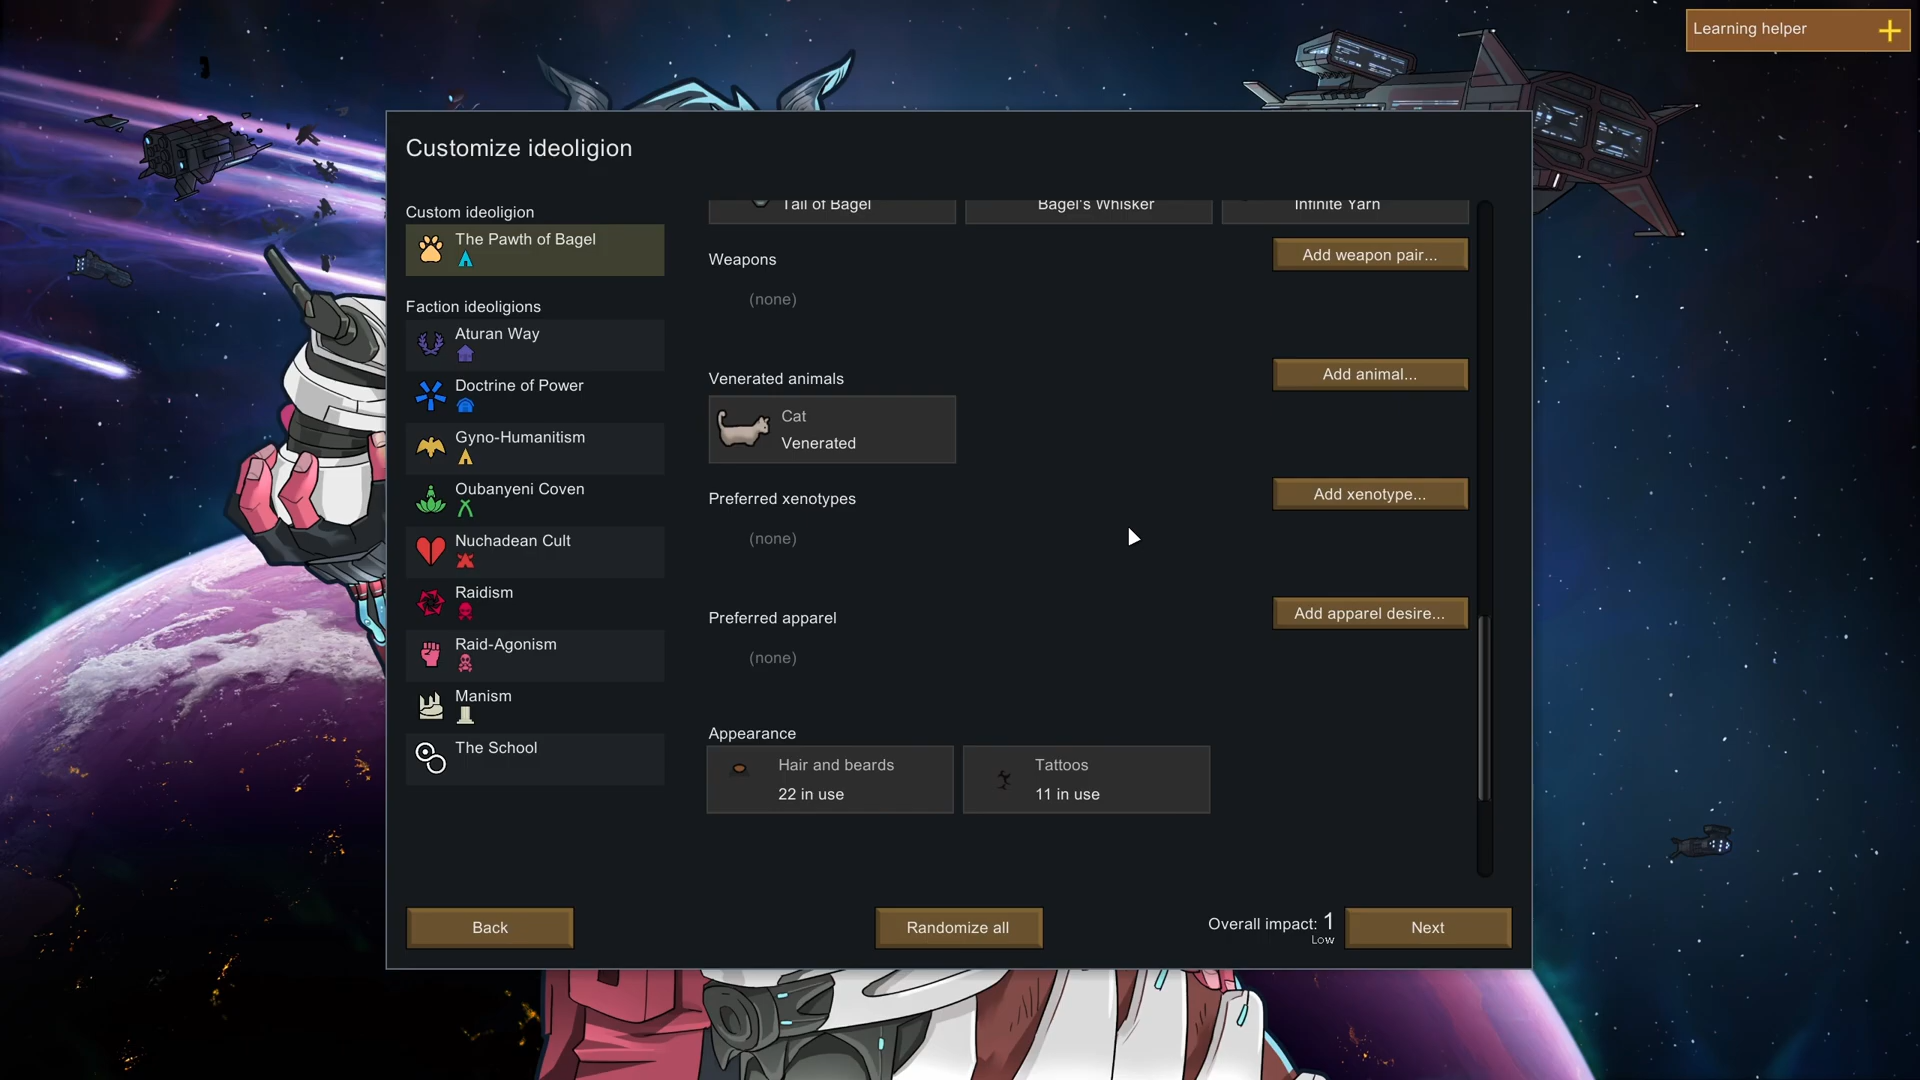 Learning helper
Customize ideoligion
Custom ideoligion
The Pawth of Bagel
Faction ideoligions
Aturan Way
Doctrine of Power
Gyno-Humanitism
Oubanyeni Coven
Nuchadean Cult
Raidism
Raid-Agonism
Manism
The School
Tail of Bagel
Bagel's Whisker
Infinite Yarn
Weapons
Add weapon pair...
(none)
Venerated animals
Add animal...
Cat
Venerated
Preferred xenotypes
Add xenotype...
(none)
Preferred apparel
Add apparel desire...
(none)
Appearance
Hair and beards
22 in use
Tattoos
11 in use
Back
Randomize all
Overall impact: 1
Low
Next